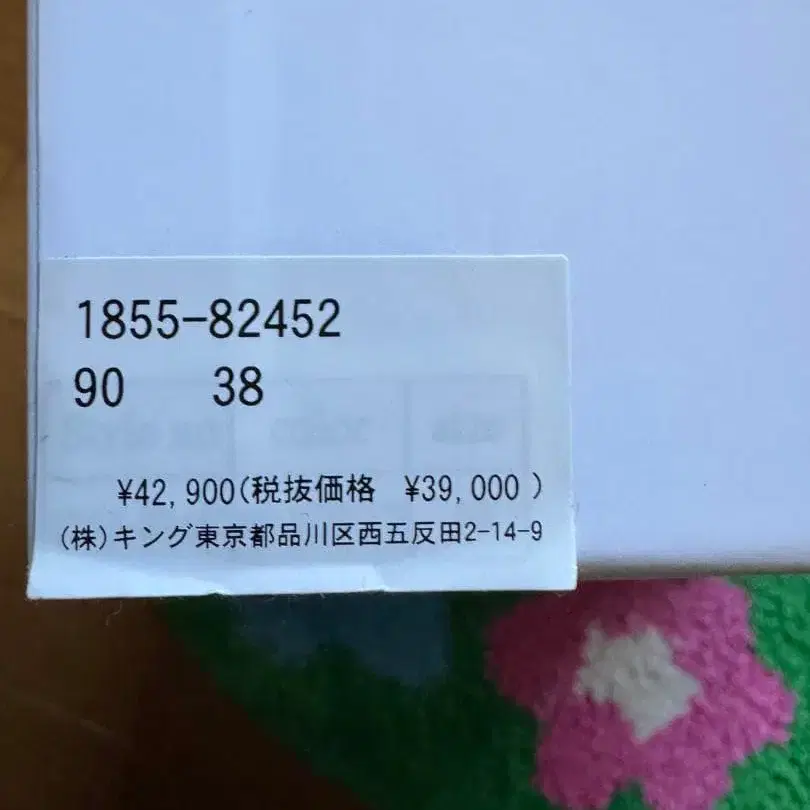 1855-82452
90 38
¥42,900(税抜価格 ¥39,000 )
(株)キング東京都品川区西五反田2-14-9